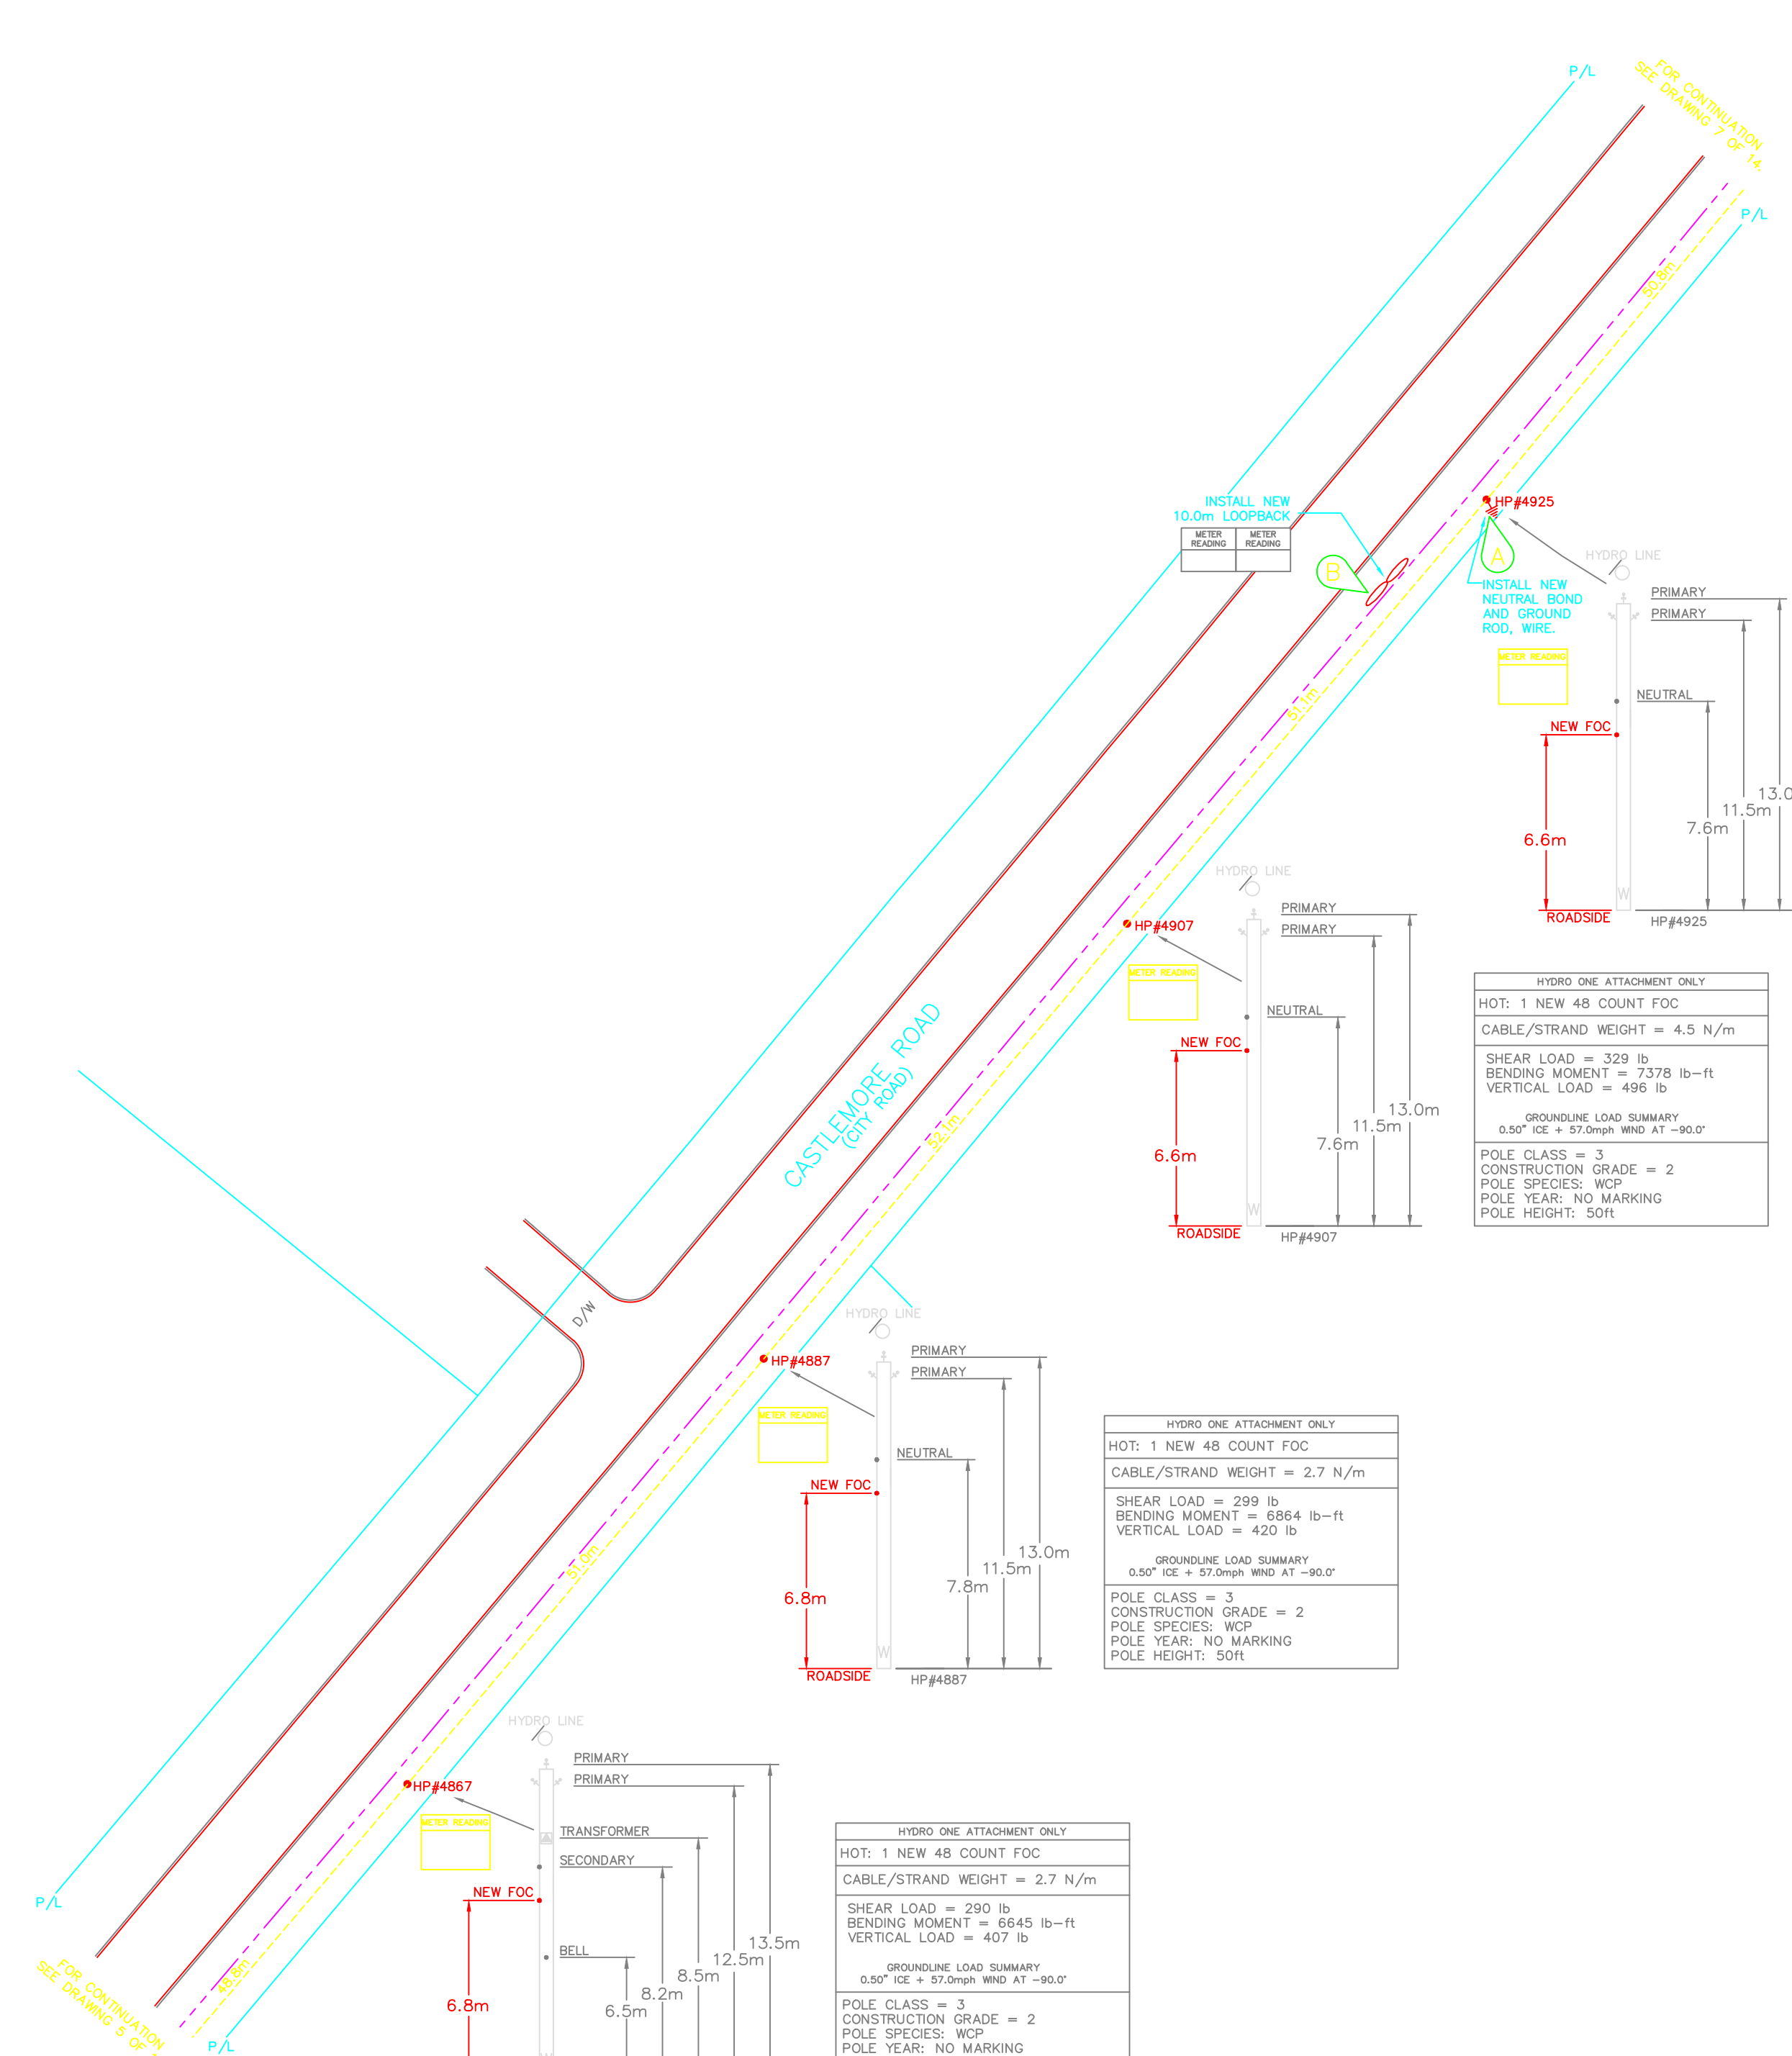 P/L
FOR CONTINUATION
SEE DRAWING 7 OF 14.
P/L
50.6m
INSTALL NEW
10.0m LOOPBACK
METER
READING
METER
READING
B
HP#4925
A
INSTALL NEW
NEUTRAL BOND
AND GROUND
ROD, WIRE.
METER READING
HYDRO LINE
PRIMARY
PRIMARY
NEUTRAL
NEW FOC
13.0
11.5m
7.6m
6.6m
W
ROADSIDE
HP#4925
51.1m
HP#4907
METER READING
HYDRO LINE
PRIMARY
PRIMARY
NEUTRAL
NEW FOC
13.0m
11.5m
7.6m
6.6m
W
ROADSIDE
HP#4907
HYDRO ONE ATTACHMENT ONLY
HOT: 1 NEW 48 COUNT FOC
CABLE/STRAND WEIGHT = 4.5 N/m
SHEAR LOAD = 329 lb
BENDING MOMENT = 7378 lb-ft
VERTICAL LOAD = 496 lb
GROUNDLINE LOAD SUMMARY
0.50" ICE + 57.0mph WIND AT -90.0°
POLE CLASS = 3
CONSTRUCTION GRADE = 2
POLE SPECIES: WCP
POLE YEAR: NO MARKING
POLE HEIGHT: 50ft
CASTLEMORE ROAD
(CITY ROAD)
52.1m
D/W
HP#4887
METER READING
HYDRO LINE
PRIMARY
PRIMARY
NEUTRAL
NEW FOC
13.0m
11.5m
7.8m
6.8m
W
ROADSIDE
HP#4887
HYDRO ONE ATTACHMENT ONLY
HOT: 1 NEW 48 COUNT FOC
CABLE/STRAND WEIGHT = 2.7 N/m
SHEAR LOAD = 299 lb
BENDING MOMENT = 6864 lb-ft
VERTICAL LOAD = 420 lb
GROUNDLINE LOAD SUMMARY
0.50" ICE + 57.0mph WIND AT -90.0°
POLE CLASS = 3
CONSTRUCTION GRADE = 2
POLE SPECIES: WCP
POLE YEAR: NO MARKING
POLE HEIGHT: 50ft
51.0m
HP#4867
METER READING
HYDRO LINE
PRIMARY
PRIMARY
TRANSFORMER
SECONDARY
NEW FOC
BELL
13.5m
12.5m
8.5m
8.2m
6.5m
6.8m
HYDRO ONE ATTACHMENT ONLY
HOT: 1 NEW 48 COUNT FOC
CABLE/STRAND WEIGHT = 2.7 N/m
SHEAR LOAD = 290 lb
BENDING MOMENT = 6645 lb-ft
VERTICAL LOAD = 407 lb
GROUNDLINE LOAD SUMMARY
0.50" ICE + 57.0mph WIND AT -90.0°
POLE CLASS = 3
CONSTRUCTION GRADE = 2
POLE SPECIES: WCP
POLE YEAR: NO MARKING
P/L
48.8m
FOR CONTINUATION
SEE DRAWING 5 OF
P/L